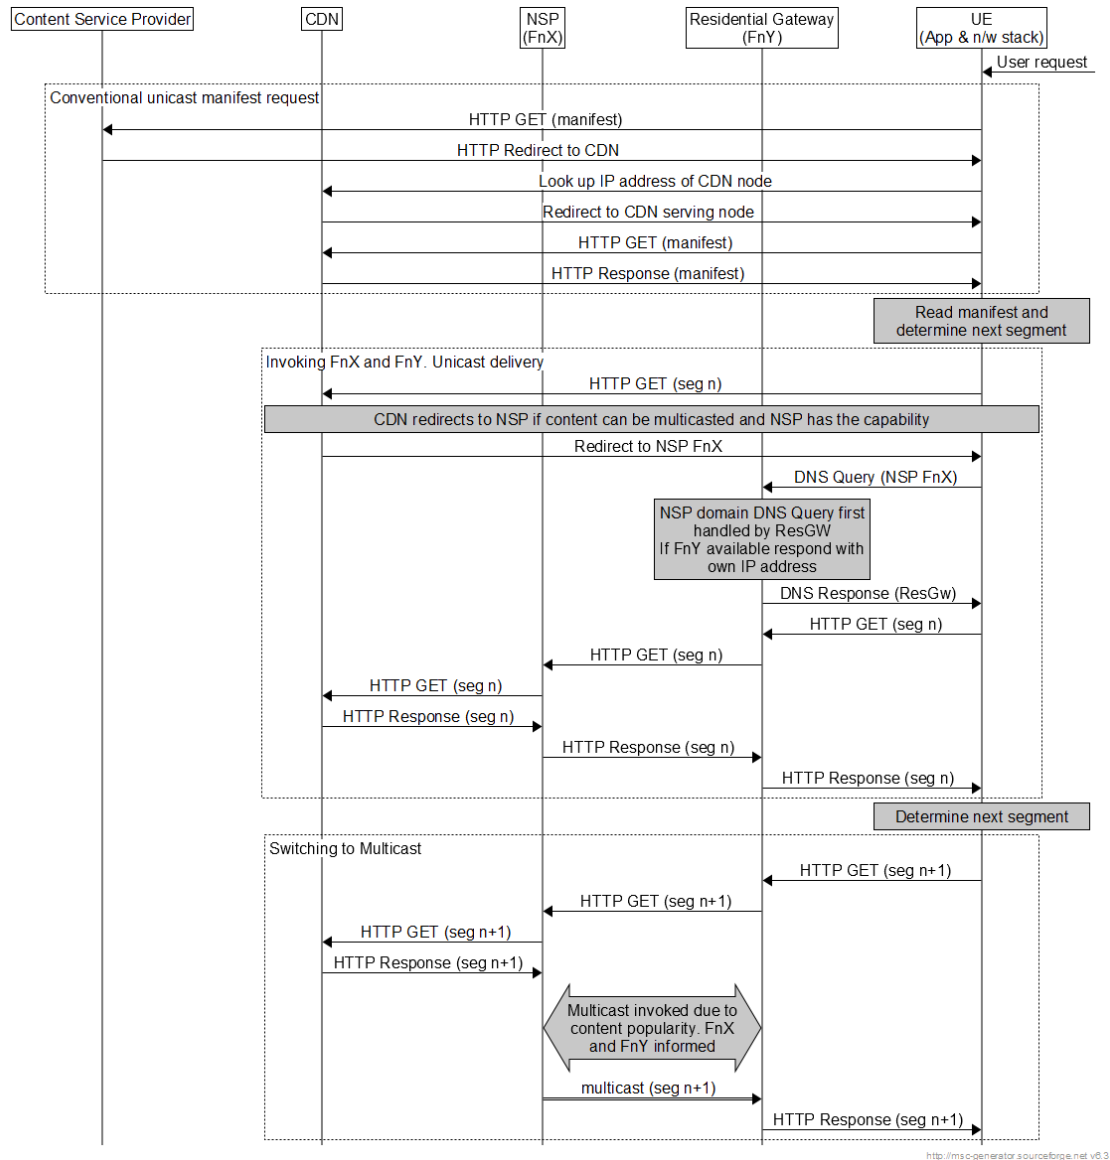 Content Service Provider
CDN
NSP
(FnX)
Residential Gateway
(FnY)
UE
(App & n/w stack)
User request
Conventional unicast manifest request
HTTP GET (manifest)
HTTP Redirect to CDN
Look up IP address of CDN node
Redirect to CDN serving node
HTTP GET (manifest)
HTTP Response (manifest)
Read manifest and
determine next segment
Invoking FnX and FnY. Unicast delivery
HTTP GET (seg n)
CDN redirects to NSP if content can be multicasted and NSP has the capability
Redirect to NSP FnX
DNS Query (NSP FnX)
NSP domain DNS Query first
handled by ResGW
If FnY available respond with
own IP address
DNS Response (ResGw)
HTTP GET (seg n)
HTTP GET (seg n)
HTTP GET (seg n)
HTTP Response (seg n)
HTTP Response (seg n)
HTTP Response (seg n)
Determine next segment
Switching to Multicast
HTTP GET (seg n+1)
HTTP GET (seg n+1)
HTTP GET (seg n+1)
HTTP Response (seg n+1)
Multicast invoked due to
content popularity. FnX
and FnY informed
multicast (seg n+1)
HTTP Response (seg n+1)
http://msc-generator.sourceforge.net v6.3